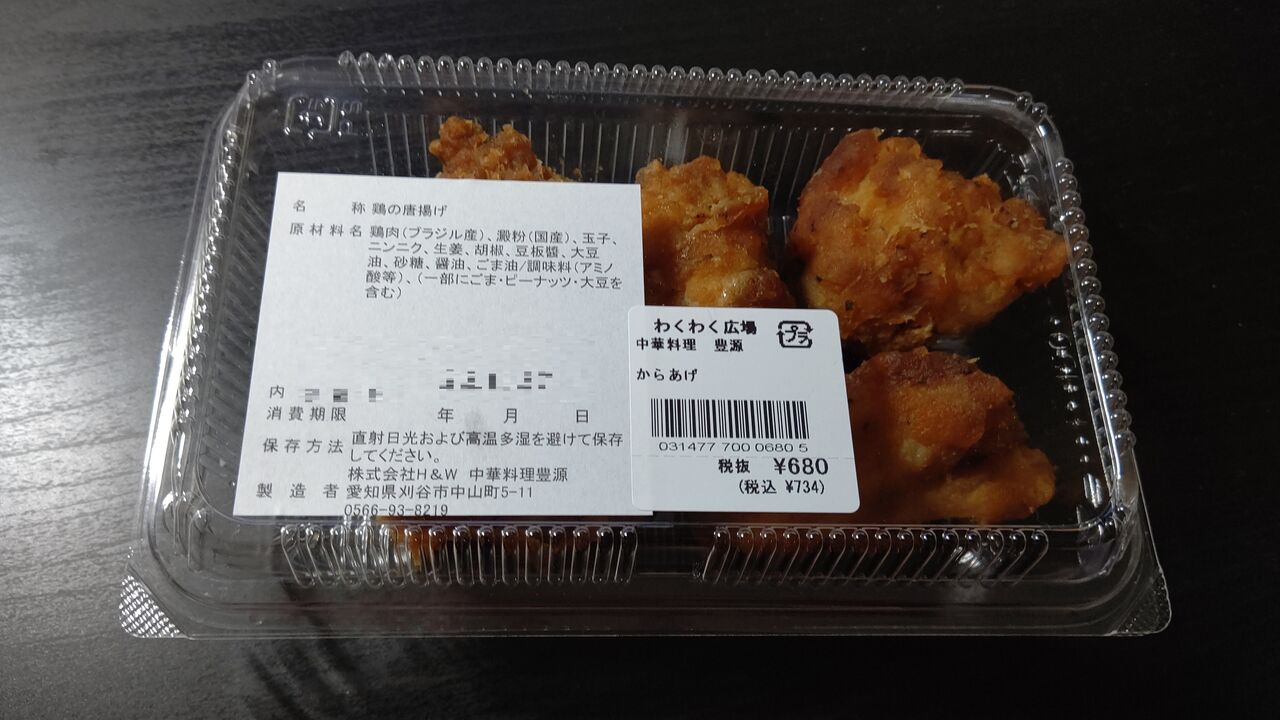 名 称 鶏の唐揚げ
原材料名 鶏肉(ブラジル産)、澱粉(国産)、玉子、
ニンニク、生姜、胡椒、豆板醬、大豆
油、砂糖、醤油、ごま油/調味料(アミノ
酸等)、(一部にごま・ピーナッツ・大豆を
含む)
内
消費期限 年 月 日
保存方法 直射日光および高温多湿を避けて保存
してください。
株式会社H&W 中華料理豊源
製造者 愛知県刈谷市中山町5-11
0566-93-8219
わくわく広場
プラ
中華料理 豊源
からあげ
031477 700 0680 5
税抜 ¥680
(税込 ¥734)